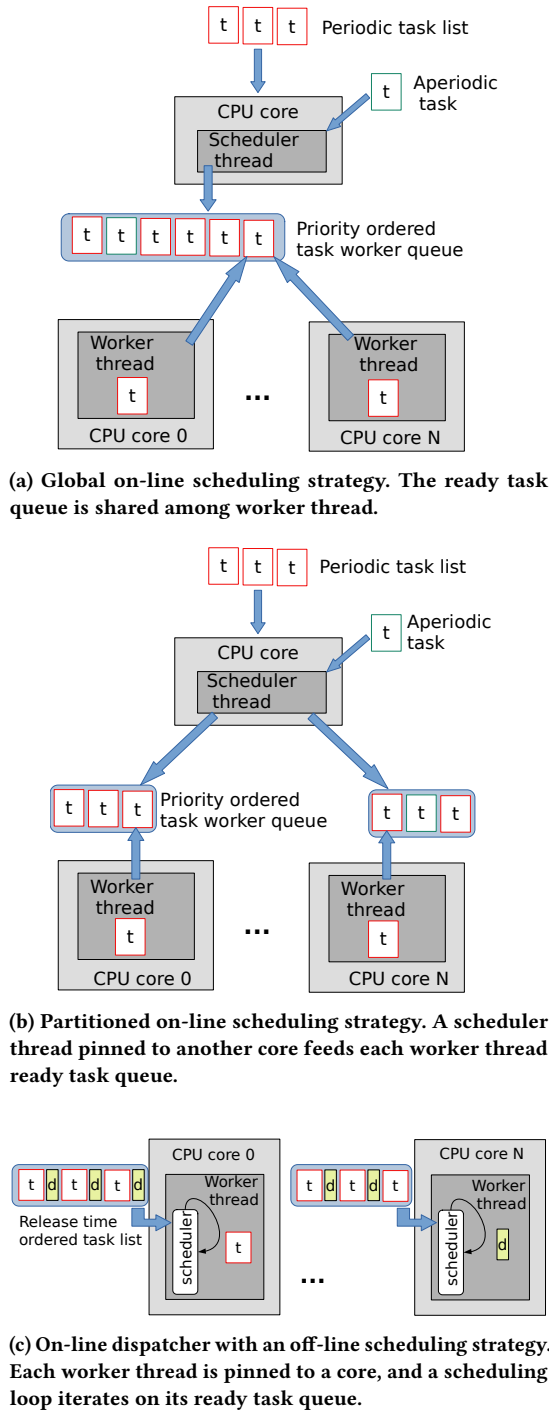 t t t Periodic task list
CPU core
t Aperiodic
task
Scheduler
thread
t t t t t t Priority ordered
task worker queue
Worker
thread
t
CPU core 0
...
Worker
thread
t
CPU core N
(a) Global on-line scheduling strategy. The ready task
queue is shared among worker thread.
t t t Periodic task list
t Aperiodic
task
CPU core
Scheduler
thread
t t t Priority ordered
task worker queue
t t t
Worker
thread
t
CPU core 0
...
Worker
thread
t
CPU core N
(b) Partitioned on-line scheduling strategy. A scheduler
thread pinned to another core feeds each worker thread
ready task queue.
CPU core 0
t d t d t d
Worker
thread
Release time
ordered task list
scheduler
t
...
CPU core N
t d t d t
Worker
thread
scheduler
d
(c) On-line dispatcher with an off-line scheduling strategy.
Each worker thread is pinned to a core, and a scheduling
loop iterates on its ready task queue.